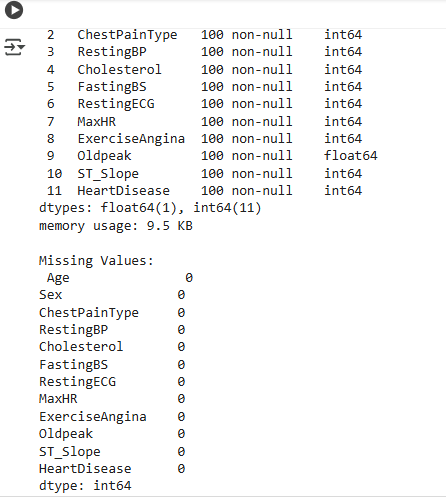 2   ChestPainType   100 non-null    int64
3   RestingBP       100 non-null    int64
4   Cholesterol     100 non-null    int64
5   FastingBS       100 non-null    int64
6   RestingECG      100 non-null    int64
7   MaxHR           100 non-null    int64
8   ExerciseAngina  100 non-null    int64
9   Oldpeak         100 non-null    float64
10  ST_Slope        100 non-null    int64
11  HeartDisease    100 non-null    int64
dtypes: float64(1), int64(11)
memory usage: 9.5 KB
Missing Values:
Age               0
Sex               0
ChestPainType     0
RestingBP         0
Cholesterol       0
FastingBS         0
RestingECG        0
MaxHR             0
ExerciseAngina    0
Oldpeak           0
ST_Slope          0
HeartDisease      0
dtype: int64